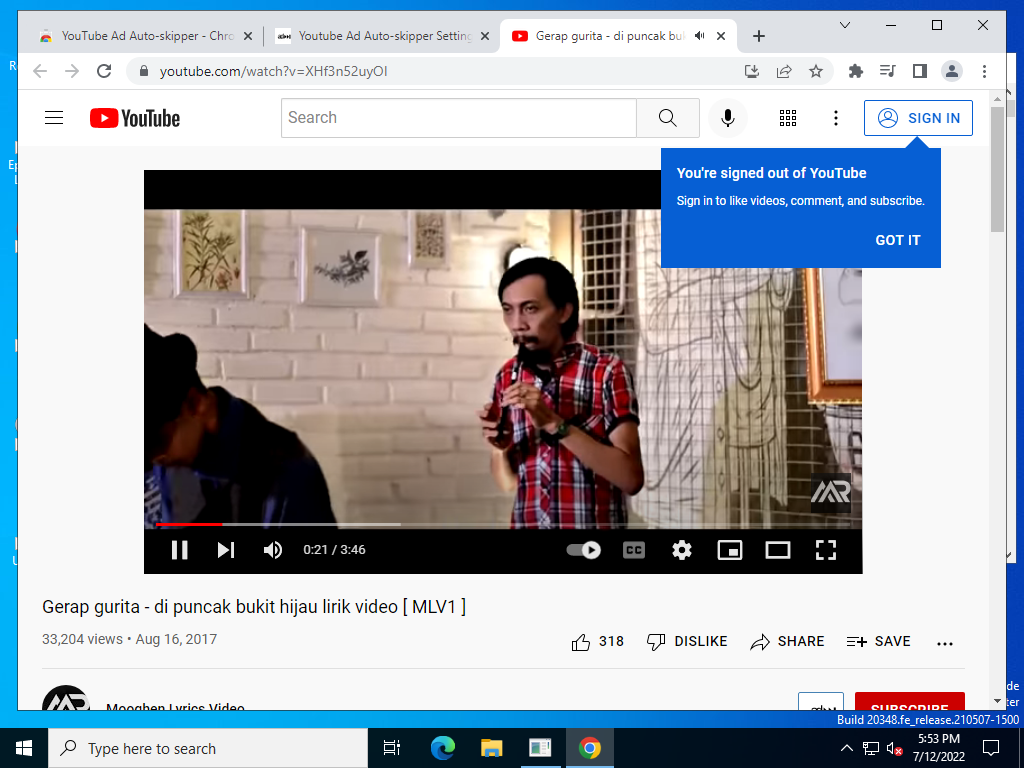 YouTube Ad Auto-skipper - Chro
Youtube Ad Auto-skipper Setting
Gerap gurita - di puncak buk
youtube.com/watch?v=XHf3n52uyOI
YouTube
Search
SIGN IN
You're signed out of YouTube
Sign in to like videos, comment, and subscribe.
GOT IT
MR
0:21 / 3:46
CC
Gerap gurita - di puncak bukit hijau lirik video [ MLV1 ]
33,204 views • Aug 16, 2017
318
DISLIKE
SHARE
SAVE
Mooghen Lyrics Video
SUBSCRIBE
Build 20348.fe_release.210507-1500
Type here to search
5:53 PM
7/12/2022